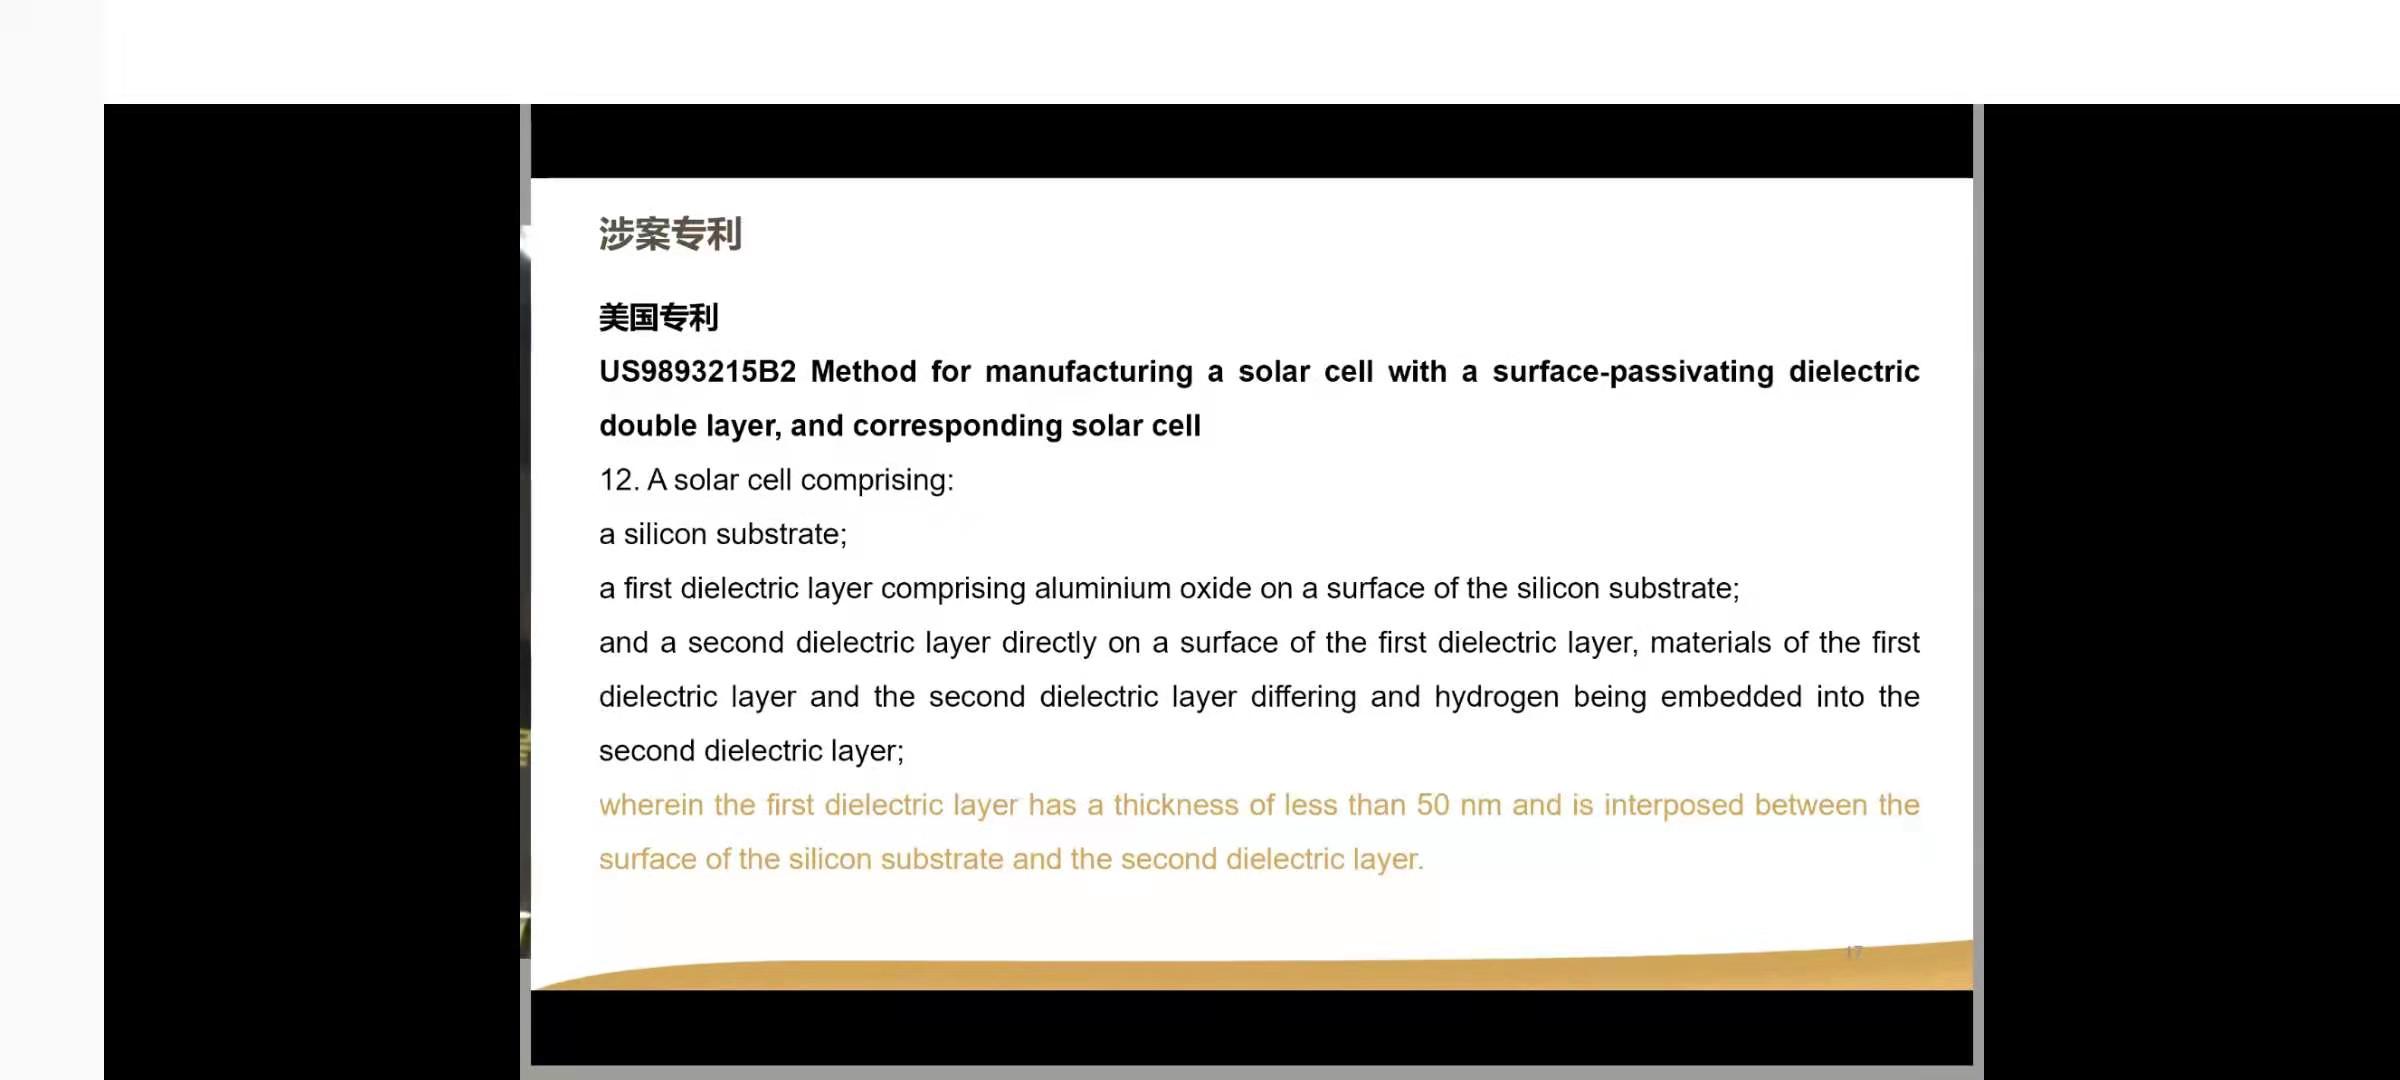 涉案专利
美国专利
US9893215B2 Method for manufacturing a solar cell with a surface-passivating dielectric
double layer, and corresponding solar cell
12. A solar cell comprising:
a silicon substrate;
a first dielectric layer comprising aluminium oxide on a surface of the silicon substrate;
and a second dielectric layer directly on a surface of the first dielectric layer, materials of the first
dielectric layer and the second dielectric layer differing and hydrogen being embedded into the
second dielectric layer;
wherein the first dielectric layer has a thickness of less than 50 nm and is interposed between the
surface of the silicon substrate and the second dielectric layer.
17